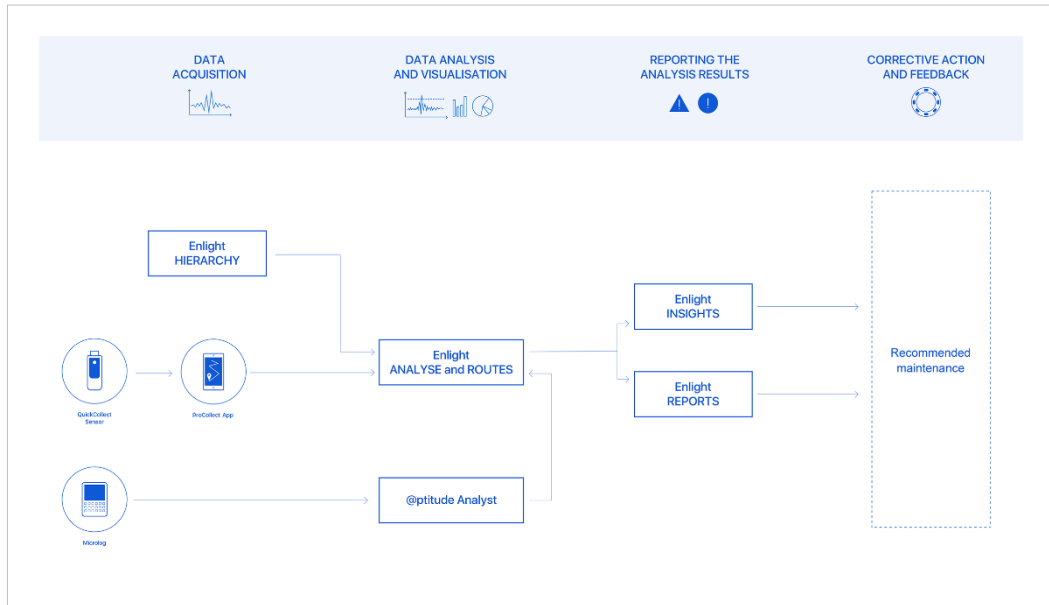 DATA
ACQUISITION
DATA ANALYSIS
AND VISUALISATION
REPORTING THE
ANALYSIS RESULTS
CORRECTIVE ACTION
AND FEEDBACK
Enlight
HIERARCHY
Enlight
INSIGHTS
Enlight
ANALYSE and ROUTES
Recommended
maintenance
Enlight
REPORTS
QuickCollect
Sensor
ProCollect App
@ptitude Analyst
Microlog